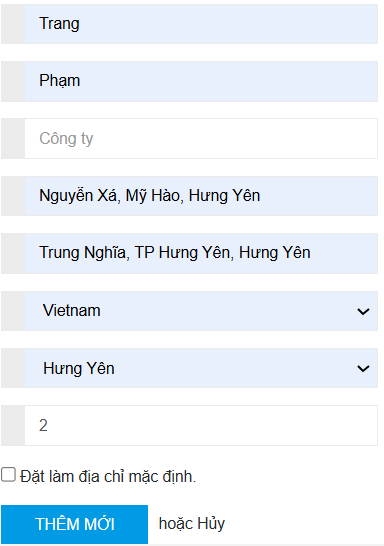 Trang
Phạm
Công ty
Nguyễn Xá, Mỹ Hào, Hưng Yên
Trung Nghĩa, TP Hưng Yên, Hưng Yên
Vietnam
Hưng Yên
2
Đặt làm địa chỉ mặc định.
THÊM MỚI hoặc Hủy